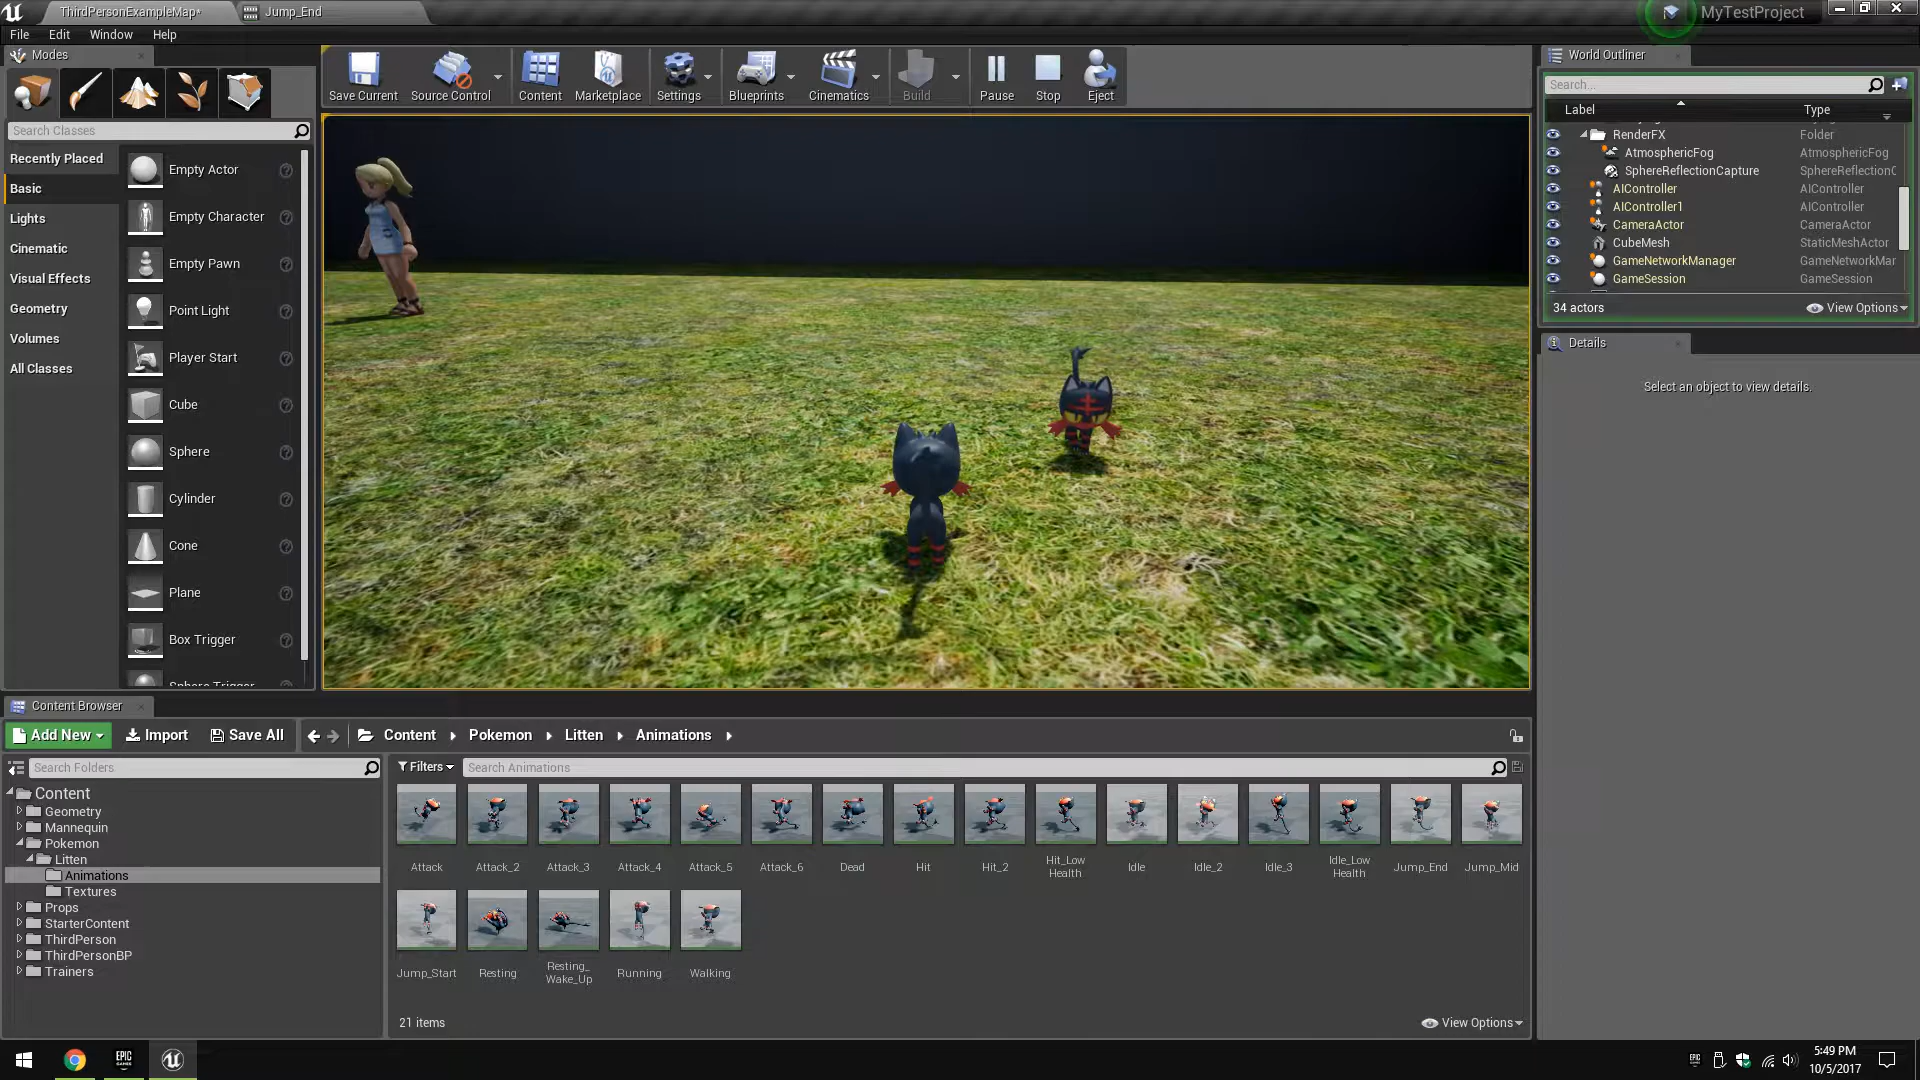 ThirdPersonExampleMap*
Jump_End
MyTestProject
File
Edit
Window
Help
Modes
Search Classes
Recently Placed
Basic
Lights
Cinematic
Visual Effects
Geometry
Volumes
All Classes
Empty Actor
Empty Character
Empty Pawn
Point Light
Player Start
Cube
Sphere
Cylinder
Cone
Plane
Box Trigger
Sphere Trigger
Save Current
Source Control
Content
Marketplace
Settings
Blueprints
Cinematics
Build
Pause
Stop
Eject
World Outliner
Search...
Label
Type
RenderFX
Folder
AtmosphericFog
AtmosphericFog
SphereReflectionCapture
SphereReflectionC
AIController
AIController
AIController1
AIController
CameraActor
CameraActor
CubeMesh
StaticMeshActor
GameNetworkManager
GameNetworkMar
GameSession
GameSession
34 actors
View Options
Details
Select an object to view details.
Content Browser
Add New
Import
Save All
Content
Pokemon
Litten
Animations
Search Folders
Content
Geometry
Mannequin
Pokemon
Litten
Animations
Textures
Props
StarterContent
ThirdPerson
ThirdPersonBP
Trainers
Filters
Search Animations
Attack
Attack_2
Attack_3
Attack_4
Attack_5
Attack_6
Dead
Hit
Hit_2
Hit_Low
Health
Idle
Idle_2
Idle_3
Idle_Low
Health
Jump_End
Jump_Mid
Jump_Start
Resting
Resting_
Wake_Up
Running
Walking
21 items
View Options
EPIC
GAMES
EPIC
5:49 PM
10/5/2017